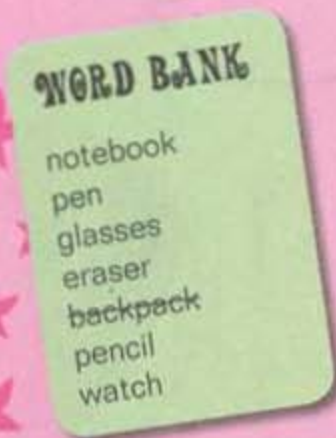 WORD BANK
notebook
pen
glasses
eraser
backpack
pencil
watch